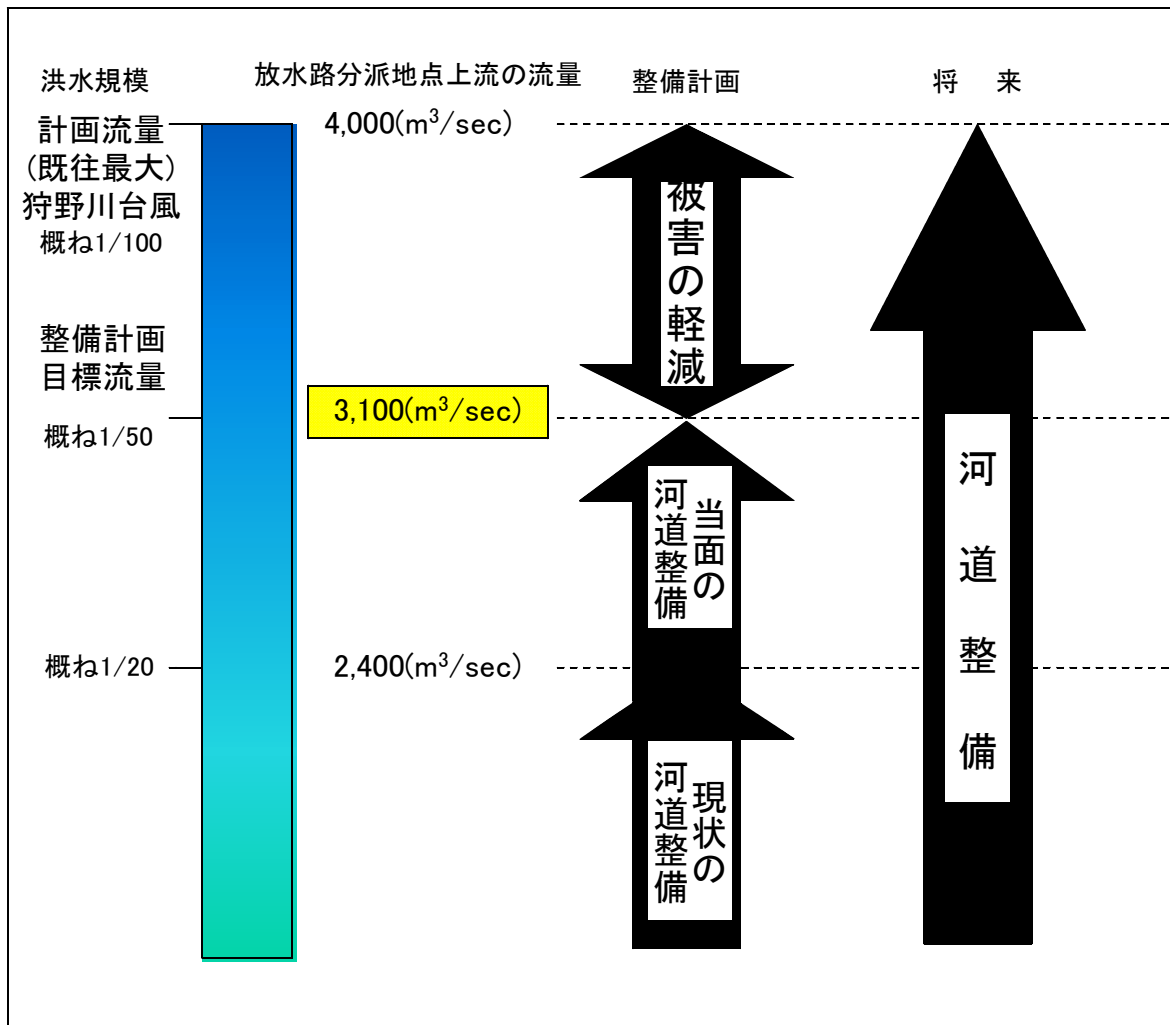 洪水規模
放水路分派地点上流の流量
整備計画
将 来
計画流量
(既往最大)
狩野川台風
概ね1/100
4,000(m³/sec)
被害の軽減
整備計画
目標流量
概ね1/50
3,100(m³/sec)
当面の
河道整備
河道整備
概ね1/20
2,400(m³/sec)
現状の
河道整備